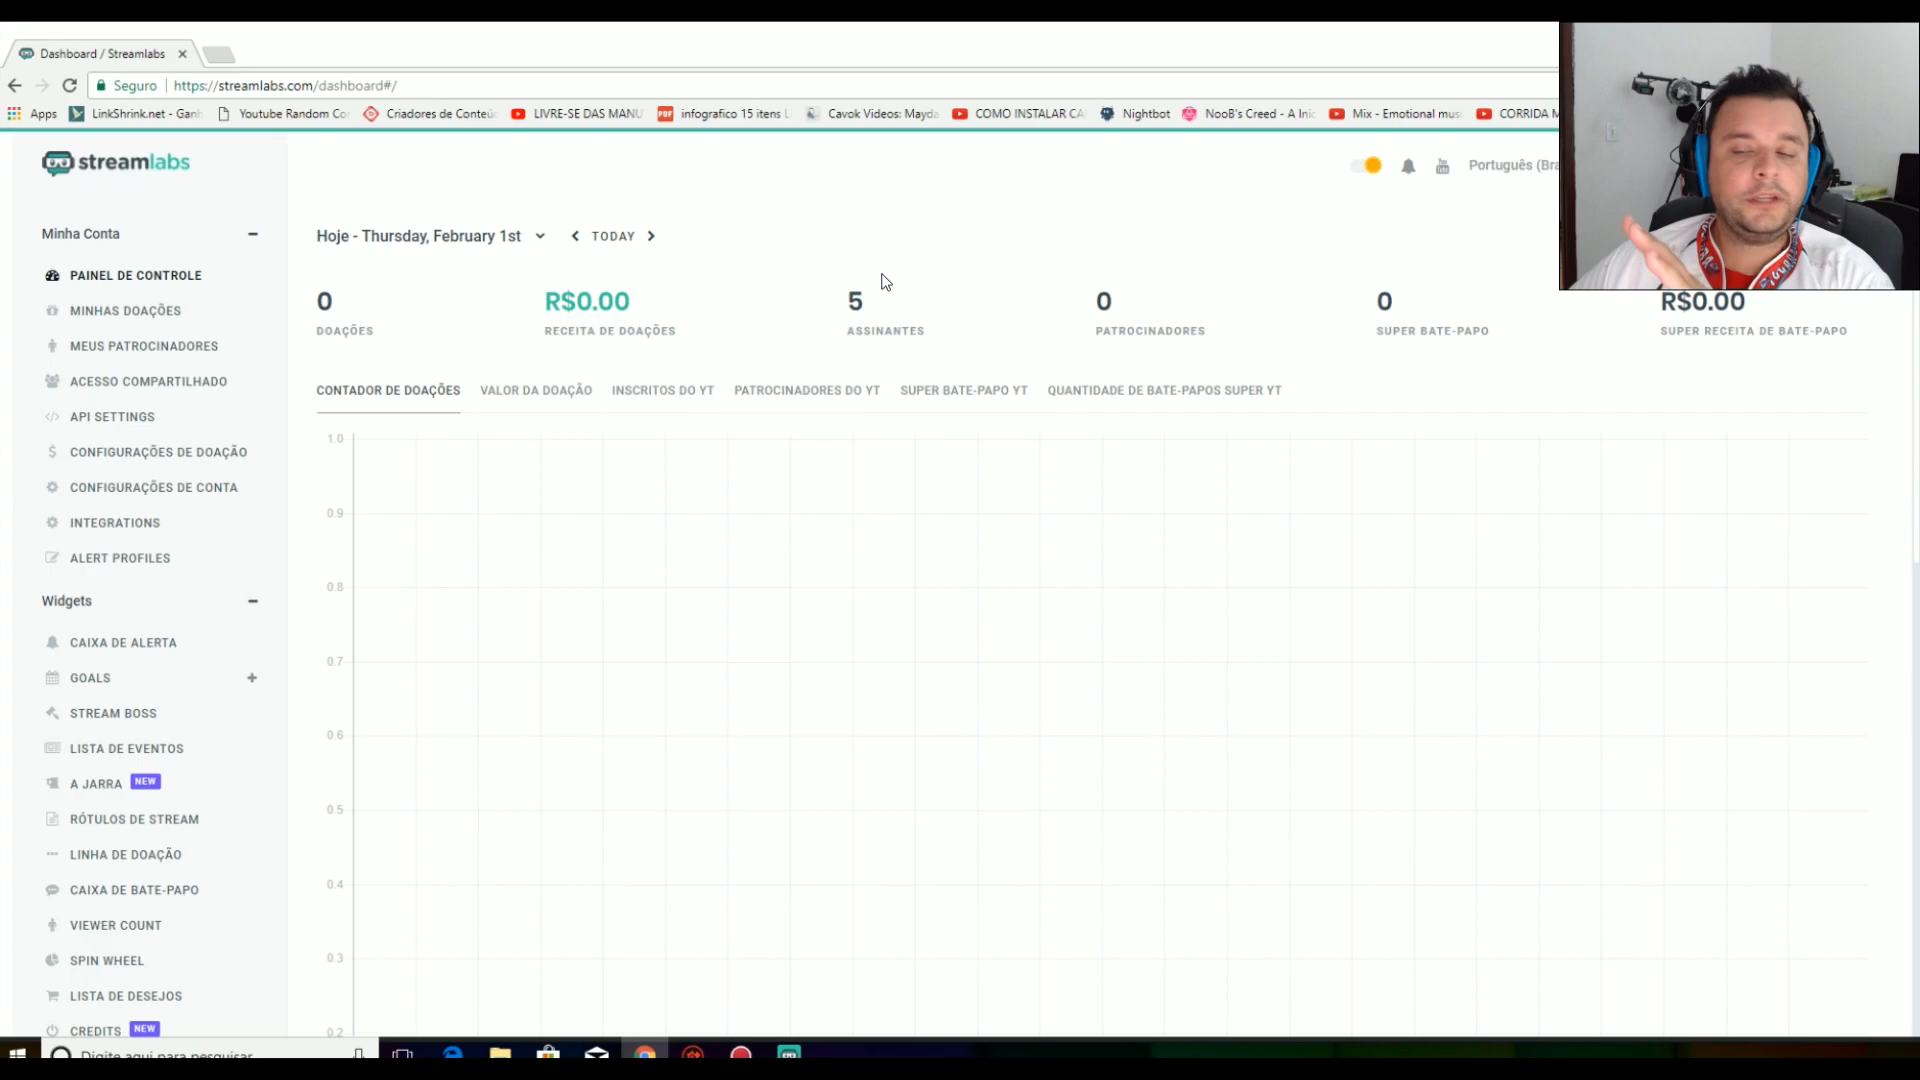 Dashboard / Streamlabs
Seguro
https://streamlabs.com/dashboard#/
Apps
LinkShrink.net - Ganh
Youtube Random Co
Criadores de Conteúc
LIVRE-SE DAS MANU
PDF
infografico 15 itens L
Cavok Videos: Mayda
COMO INSTALAR CA
Nightbot
NooB's Creed - A Inic
Mix - Emotional mus
CORRIDA M
streamlabs
Português (Bra
Minha Conta
Hoje - Thursday, February 1st
TODAY
PAINEL DE CONTROLE
MINHAS DOAÇÕES
MEUS PATROCINADORES
ACESSO COMPARTILHADO
API SETTINGS
CONFIGURAÇÕES DE DOAÇÃO
CONFIGURAÇÕES DE CONTA
INTEGRATIONS
ALERT PROFILES
Widgets
CAIXA DE ALERTA
GOALS
STREAM BOSS
LISTA DE EVENTOS
A JARRA NEW
RÓTULOS DE STREAM
LINHA DE DOAÇÃO
CAIXA DE BATE-PAPO
VIEWER COUNT
SPIN WHEEL
LISTA DE DESEJOS
CREDITS NEW
0
DOAÇÕES
R$0.00
RECEITA DE DOAÇÕES
5
ASSINANTES
0
PATROCINADORES
0
SUPER BATE-PAPO
R$0.00
SUPER RECEITA DE BATE-PAPO
CONTADOR DE DOAÇÕES
VALOR DA DOAÇÃO
INSCRITOS DO YT
PATROCINADORES DO YT
SUPER BATE-PAPO YT
QUANTIDADE DE BATE-PAPOS SUPER YT
1.0
0.9
0.8
0.7
0.6
0.5
0.4
0.3
0.2
Digite aqui para pesquisar